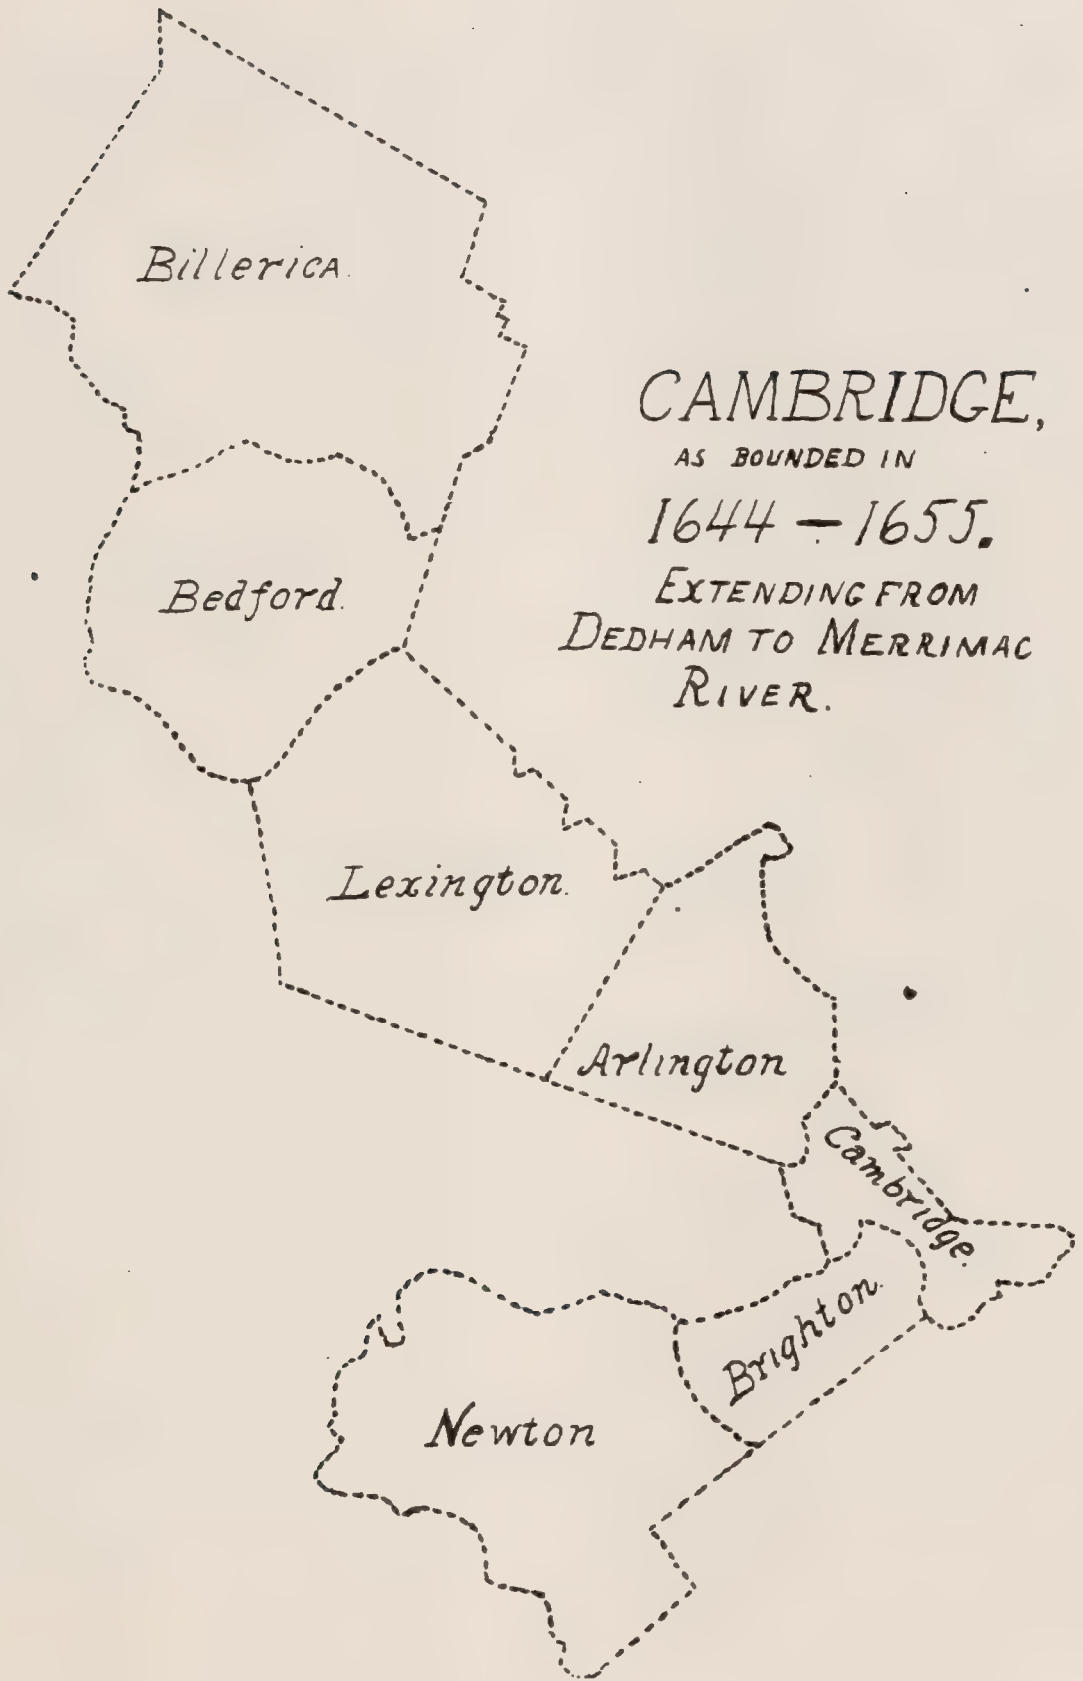 Billerica.
CAMBRIDGE,
AS BOUNDED IN
1644 – 1655.
EXTENDING FROM
DEDHAM TO MERRIMAC
RIVER.
Bedford.
Lexington.
Arlington
Cambridge.
Brighton.
Newton